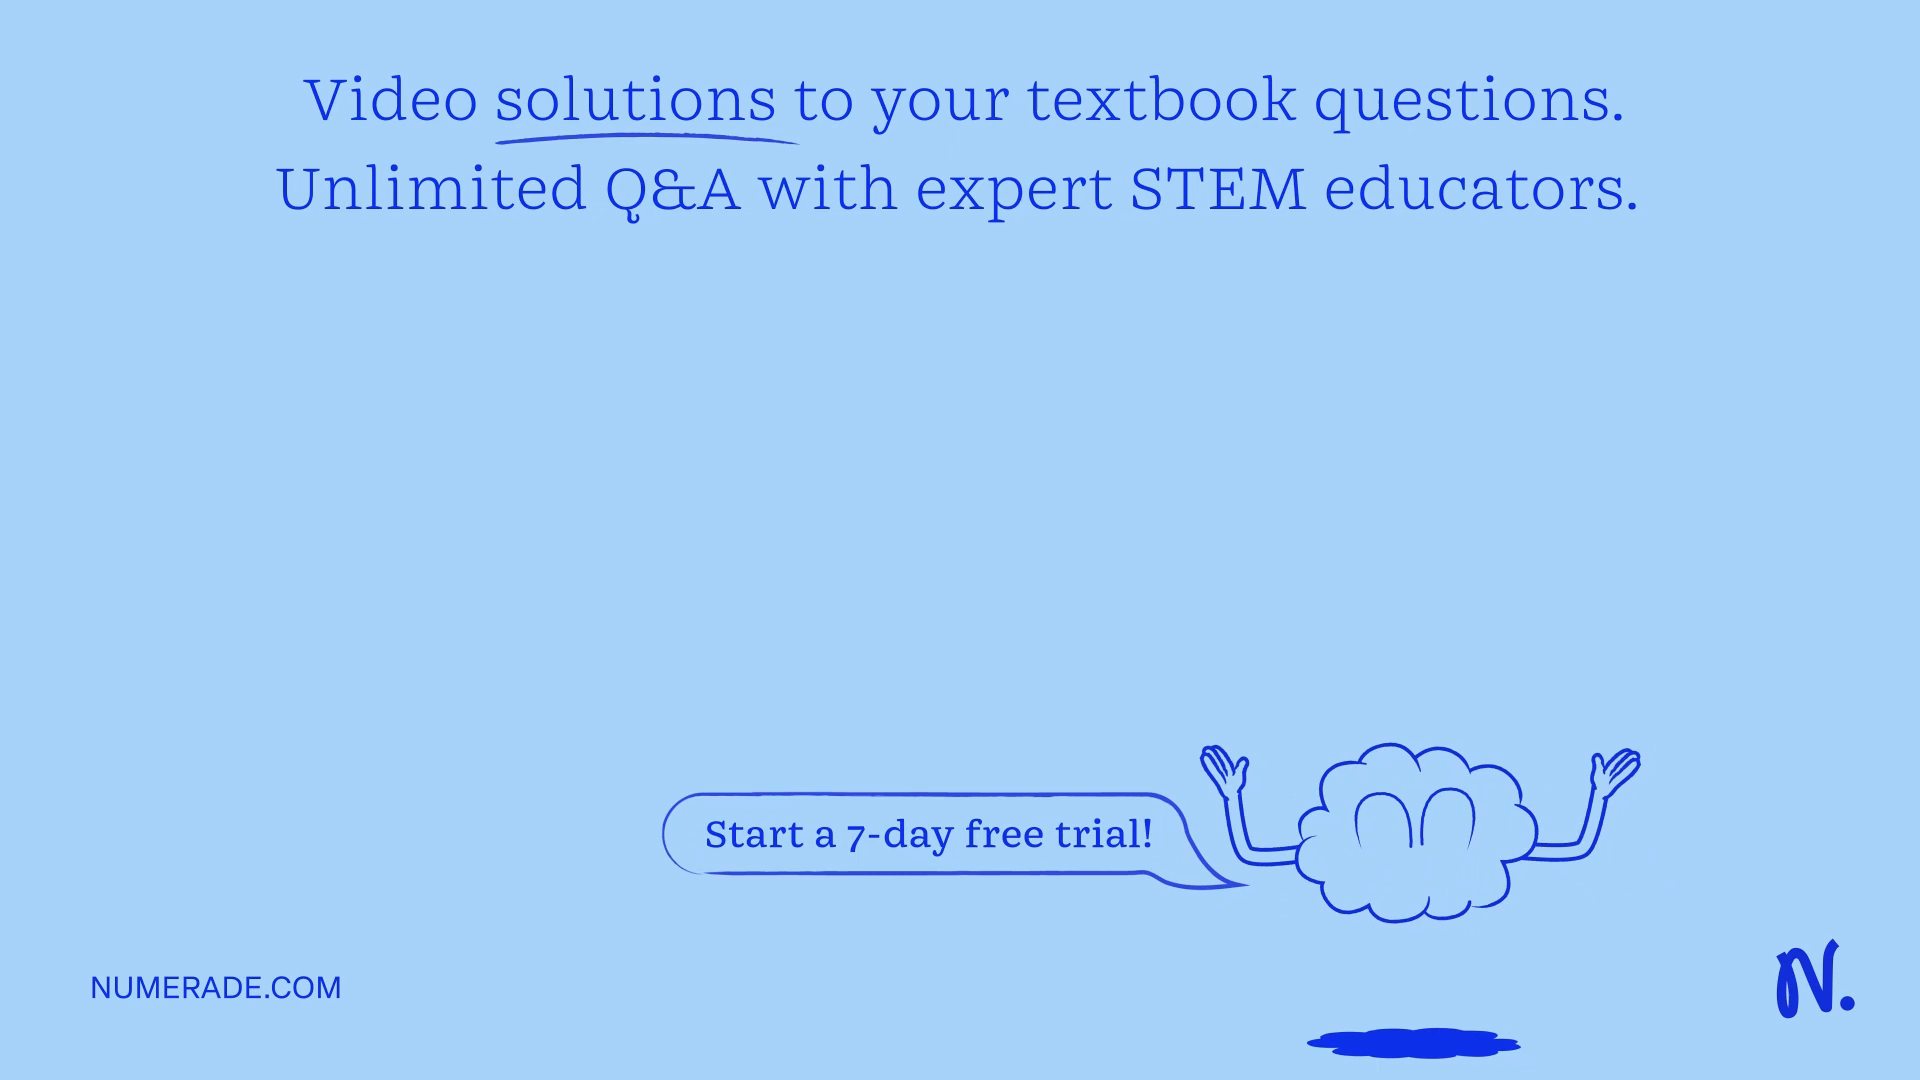 Video solutions to your textbook questions.
Unlimited Q&A with expert STEM educators.
Start a 7-day free trial!
NUMERADE.COM
N.